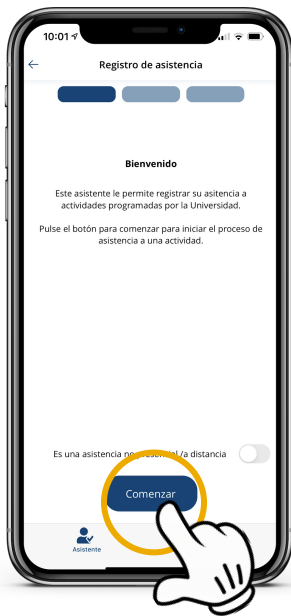 10:01
Registro de asistencia
Bienvenido
Este asistente le permite registrar su asitencia a
actividades programadas por la Universidad.
Pulse el botón para comenzar para iniciar el proceso de
asistencia a una actividad.
Es una asistencia no presencial /a distancia
Comenzar
Asistente